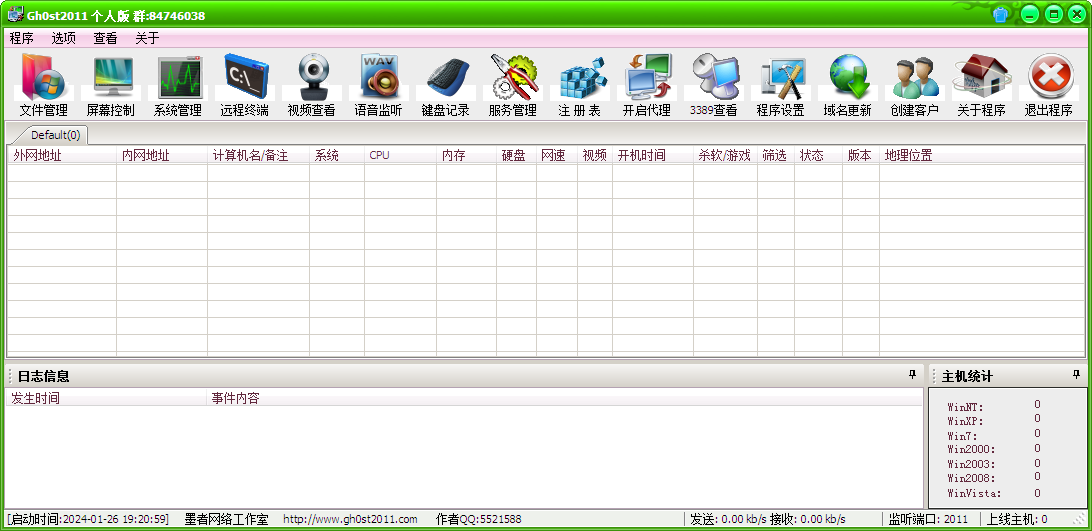 Gh0st2011 个人版 群:84746038
程序 选项 查看 关于
C:\ WAV
文件管理 屏幕控制 系统管理 远程终端 视频查看 语音监听 键盘记录 服务管理 注 册 表 开启代理 3389查看 程序设置 域名更新 创建客户 关于程序 退出程序
Default(0)
外网地址 内网地址 计算机名/备注 系统 CPU 内存 硬盘 网速 视频 开机时间 杀软/游戏 筛选 状态 版本 地理位置
日志信息
发生时间 事件内容
主机统计
WinNT: 0
WinXP: 0
Win7: 0
Win2000: 0
Win2003: 0
Win2008: 0
WinVista: 0
[启动时间:2024-01-26 19:20:59] 墨者网络工作室 http://www.gh0st2011.com 作者QQ:5521588 发送: 0.00 kb/s 接收: 0.00 kb/s 监听端口: 2011 上线主机: 0